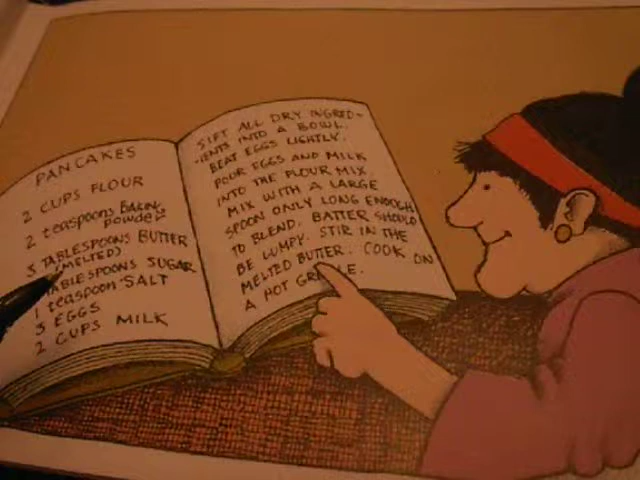 PANCAKES
2 CUPS FLOUR
2 teaspoons BAKING
powder
3 TABLESPOONS BUTTER
(MELTED)
TABLESPOONS SUGAR
1 teaspoon SALT
3 EGGS
2 CUPS MILK
SIFT ALL DRY INGRED-
IENTS INTO A BOWL.
BEAT EGGS LIGHTLY.
POUR EGGS AND MILK
INTO THE FLOUR MIX.
MIX WITH A LARGE
SPOON ONLY LONG ENOUGH
TO BLEND. BATTER SHOULD
BE LUMPY. STIR IN THE
MELTED BUTTER. COOK ON
A HOT